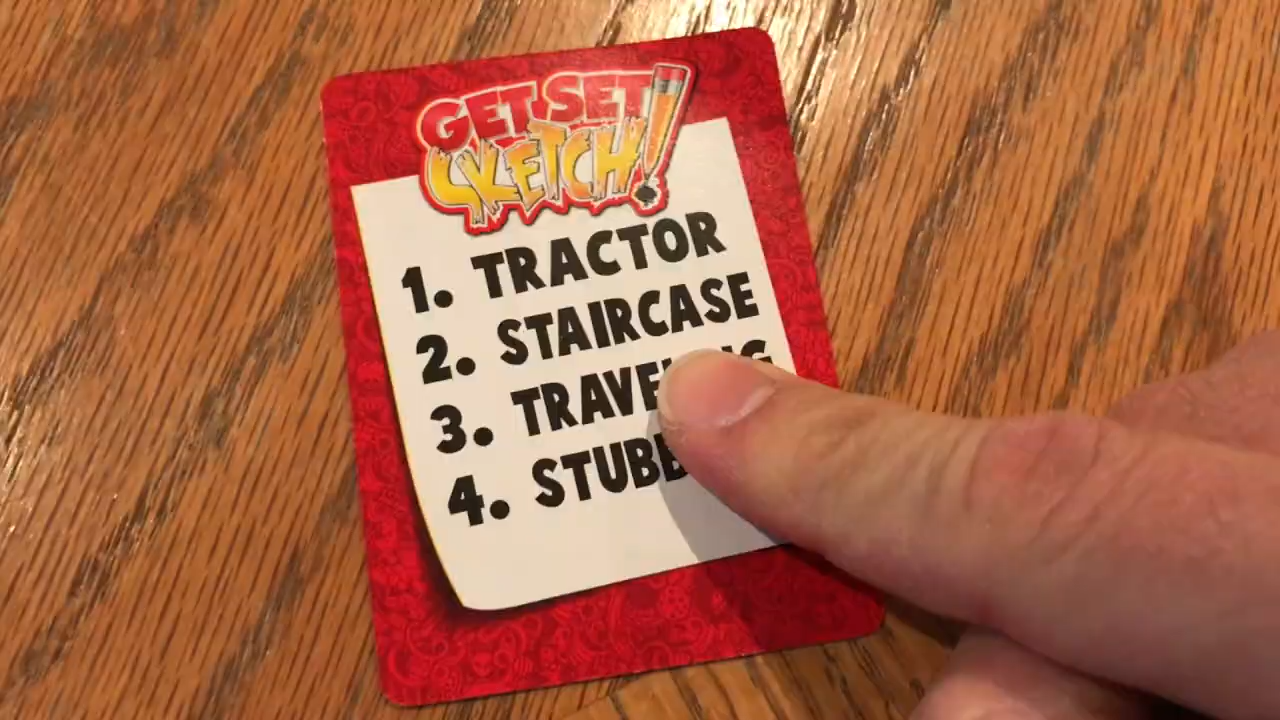 GET SET
SKETCH!
1. TRACTOR
2. STAIRCASE
3.
4.